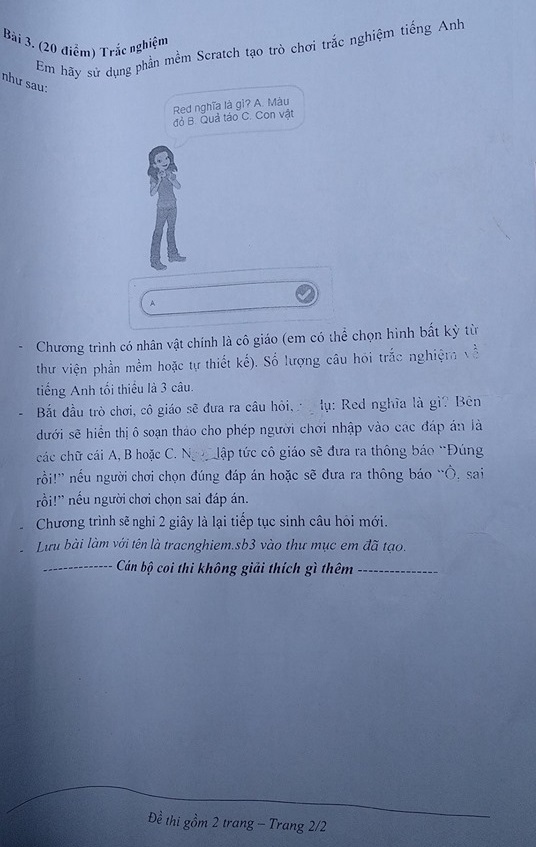 Bài 3. (20 điểm) Trắc nghiệm
Em hãy sử dụng phần mềm Scratch tạo trò chơi trắc nghiệm tiếng Anh
như sau:
Red nghĩa là gì? A. Màu
đỏ B. Quả táo C. Con vật
A
- Chương trình có nhân vật chính là cô giáo (em có thể chọn hình bất kỳ từ
thư viện phần mềm hoặc tự thiết kế). Số lượng câu hỏi trắc nghiệm về
tiếng Anh tối thiểu là 3 câu.
- Bắt đầu trò chơi, cô giáo sẽ đưa ra câu hỏi, dụ: Red nghĩa là gì? Bên
dưới sẽ hiển thị ô soạn thảo cho phép người chơi nhập vào các đáp án là
các chữ cái A, B hoặc C. lập tức cô giáo sẽ đưa ra thông báo “Đúng
rồi!” nếu người chơi chọn đúng đáp án hoặc sẽ đưa ra thông báo “Ồ, sai
rồi!” nếu người chơi chọn sai đáp án.
- Chương trình sẽ nghỉ 2 giây là lại tiếp tục sinh câu hỏi mới.
- Lưu bài làm với tên là tracnghiem.sb3 vào thư mục em đã tạo.
-------------- Cán bộ coi thi không giải thích gì thêm ----------------
Đề thi gồm 2 trang – Trang 2/2